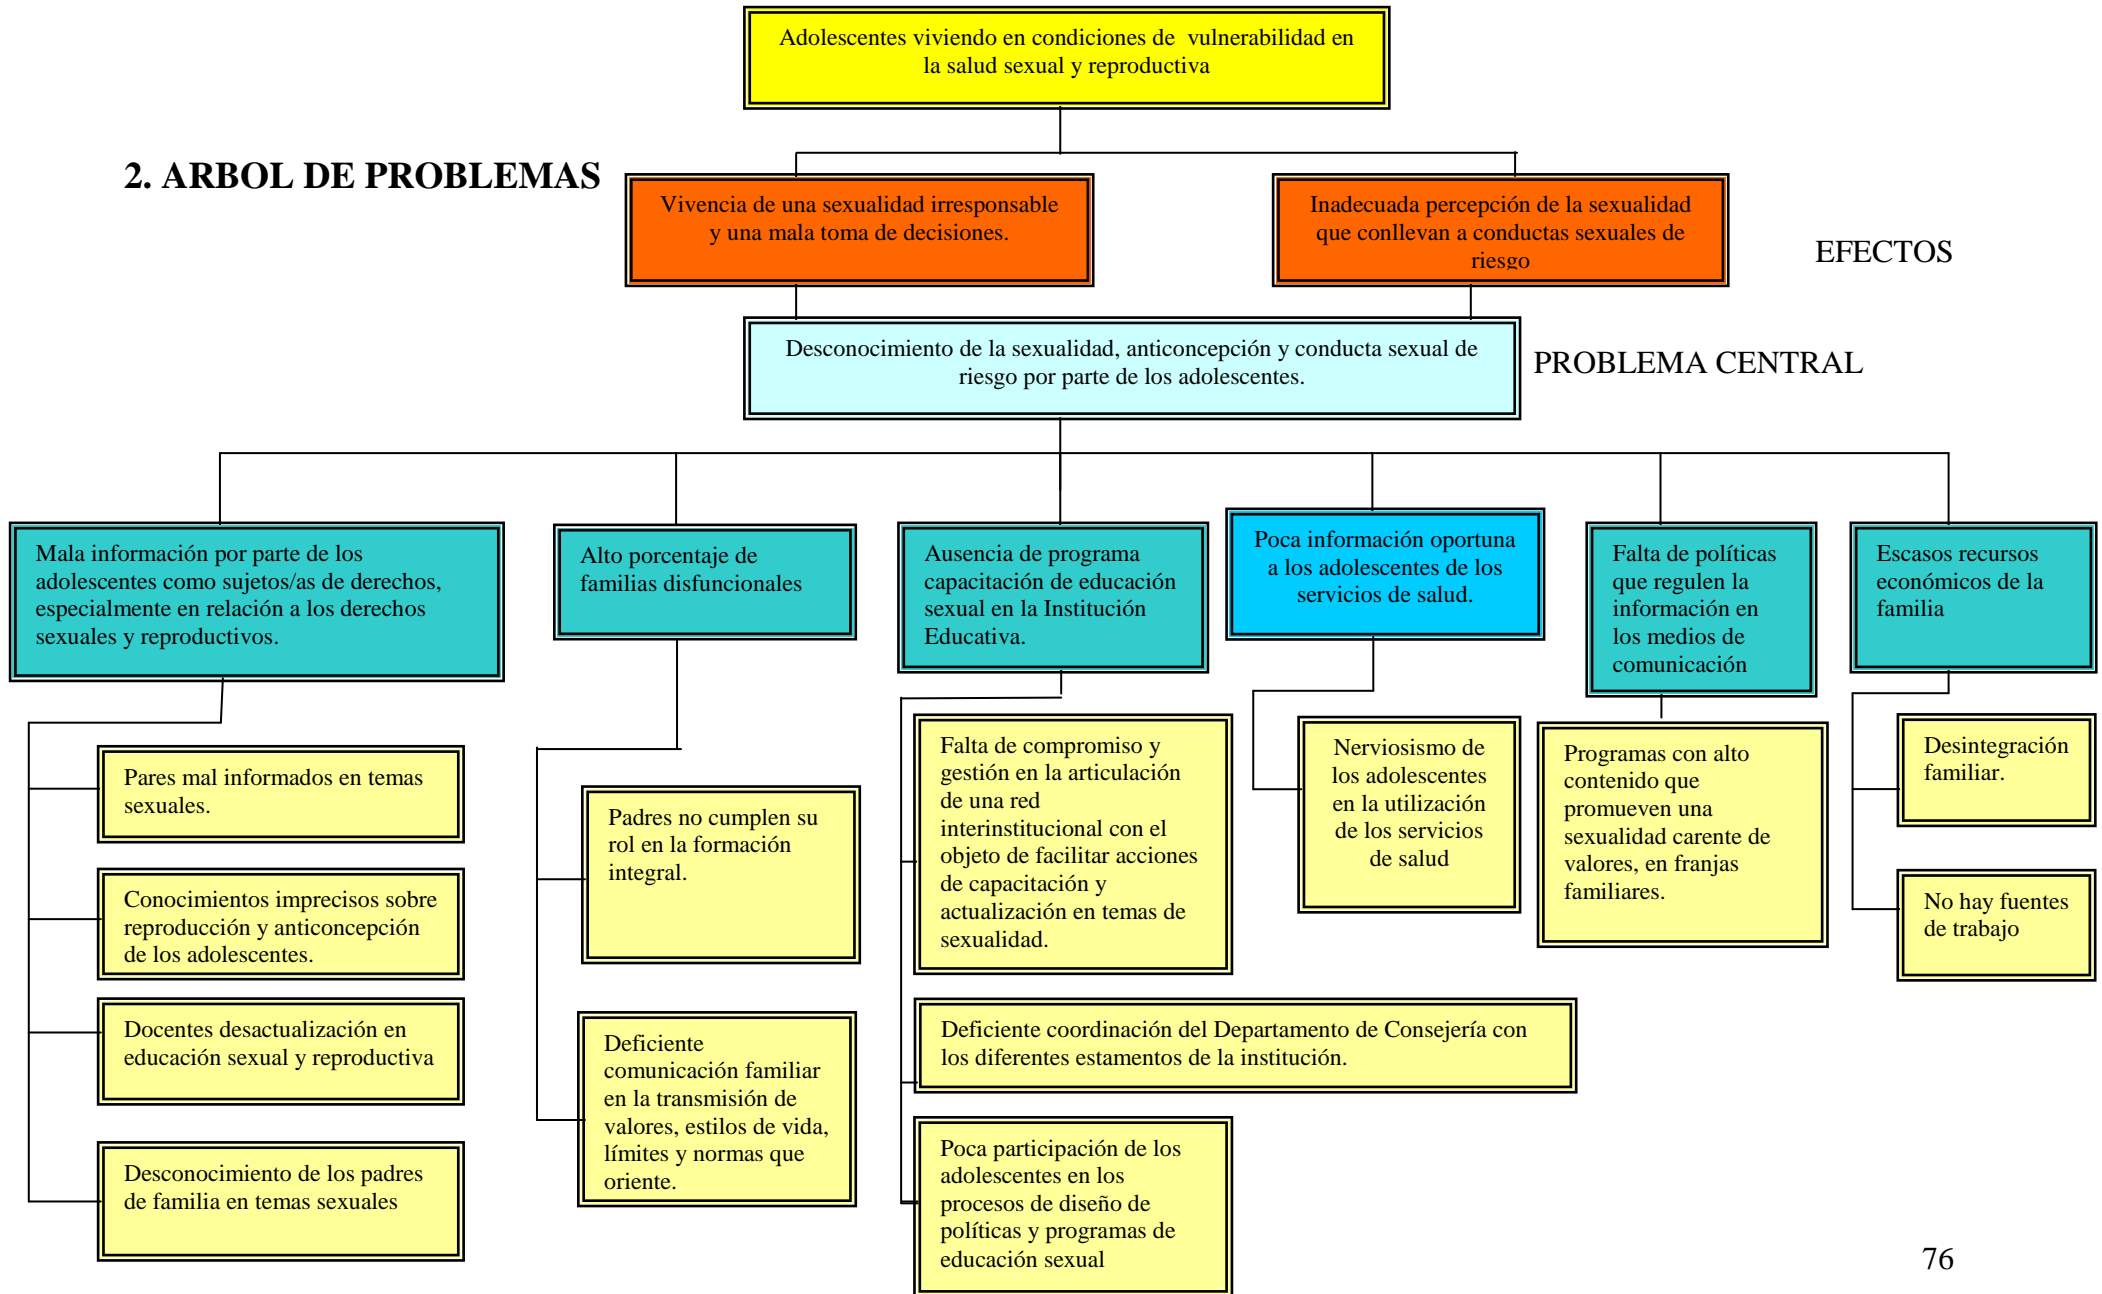 Adolescentes viviendo en condiciones de vulnerabilidad en
la salud sexual y reproductiva
2. ARBOL DE PROBLEMAS
Vivencia de una sexualidad irresponsable
y una mala toma de decisiones.
Inadecuada percepción de la sexualidad
que conllevan a conductas sexuales de
riesgo
EFECTOS
Desconocimiento de la sexualidad, anticoncepción y conducta sexual de
riesgo por parte de los adolescentes.
PROBLEMA CENTRAL
Mala información por parte de los
adolescentes como sujetos/as de derechos,
especialmente en relación a los derechos
sexuales y reproductivos.
Alto porcentaje de
familias disfuncionales
Ausencia de programa
capacitación de educación
sexual en la Institución
Educativa.
Poca información oportuna
a los adolescentes de los
servicios de salud.
Falta de políticas
que regulen la
información en
los medios de
comunicación
Escasos recursos
económicos de la
familia
Pares mal informados en temas
sexuales.
Conocimientos imprecisos sobre
reproducción y anticoncepción
de los adolescentes.
Docentes desactualización en
educación sexual y reproductiva
Desconocimiento de los padres
de familia en temas sexuales
Padres no cumplen su
rol en la formación
integral.
Deficiente
comunicación familiar
en la transmisión de
valores, estilos de vida,
límites y normas que
oriente.
Falta de compromiso y
gestión en la articulación
de una red
interinstitucional con el
objeto de facilitar acciones
de capacitación y
actualización en temas de
sexualidad.
Deficiente coordinación del Departamento de Consejería con
los diferentes estamentos de la institución.
Poca participación de los
adolescentes en los
procesos de diseño de
políticas y programas de
educación sexual
Nerviosismo de
los adolescentes
en la utilización
de los servicios
de salud
Programas con alto
contenido que
promueven una
sexualidad carente de
valores, en franjas
familiares.
Desintegración
familiar.
No hay fuentes
de trabajo
76